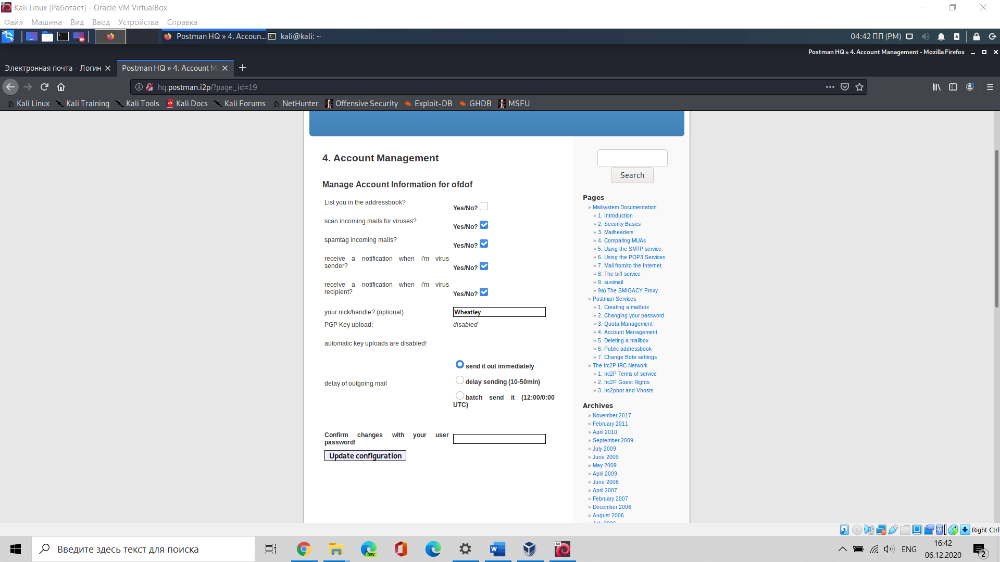 Kali Linux [Работает] - Oracle VM VirtualBox
Файл Машина Вид Ввод Устройства Справка
Postman HQ » 4. Accoun...
kali@kali: ~
04:42 ПП (PM)
Postman HQ » 4. Account Management - Mozilla Firefox
Электронная почта - Логин
Postman HQ » 4. Account M
hq.postman.i2p/?page_id=19
Kali Linux Kali Training Kali Tools Kali Docs Kali Forums NetHunter Offensive Security Exploit-DB GHDB MSFU
4. Account Management
Manage Account Information for ofdof
List you in the addressbook?
Yes/No?
scan incoming mails for viruses?
Yes/No?
spamtag incoming mails?
Yes/No?
receive a notification when i'm virus
sender?
Yes/No?
receive a notification when i'm virus
recipient?
Yes/No?
your nick/handle? (optional)
Wheatley
PGP Key upload:
disabled
automatic key uploads are disabled!
delay of outgoing mail
send it out immediately
delay sending (10-50min)
batch send it (12:00/0:00
UTC)
Confirm changes with your user
password!
Update configuration
Search
Pages
» Mailsystem Documentation
» 1. Introduction
» 2. Security Basics
» 3. Mailheaders
» 4. Comparing MUAs
» 5. Using the SMTP service
» 6. Using the POP3 Services
» 7. Mail from/to the Internet
» 8. The biff service
» 9. susimail
» 9a) The SMIGACY Proxy
» Postman Services
» 1. Creating a mailbox
» 2. Changing your password
» 3. Quota Management
» 4. Account Management
» 5. Deleting a mailbox
» 6. Public addressbook
» 7. Change Bote settings
» The Irc2P IRC Network
» 1. Irc2P Terms of service
» 2. Irc2P Guest Rights
» 3. Irc2pbot and Vhosts
Archives
» November 2017
» February 2011
» April 2010
» September 2009
» July 2009
» June 2009
» May 2009
» April 2009
» June 2008
» April 2007
» February 2007
» December 2006
» August 2006
Right Ctrl
Введите здесь текст для поиска
DEV
64
ENG
16:42
06.12.2020
2